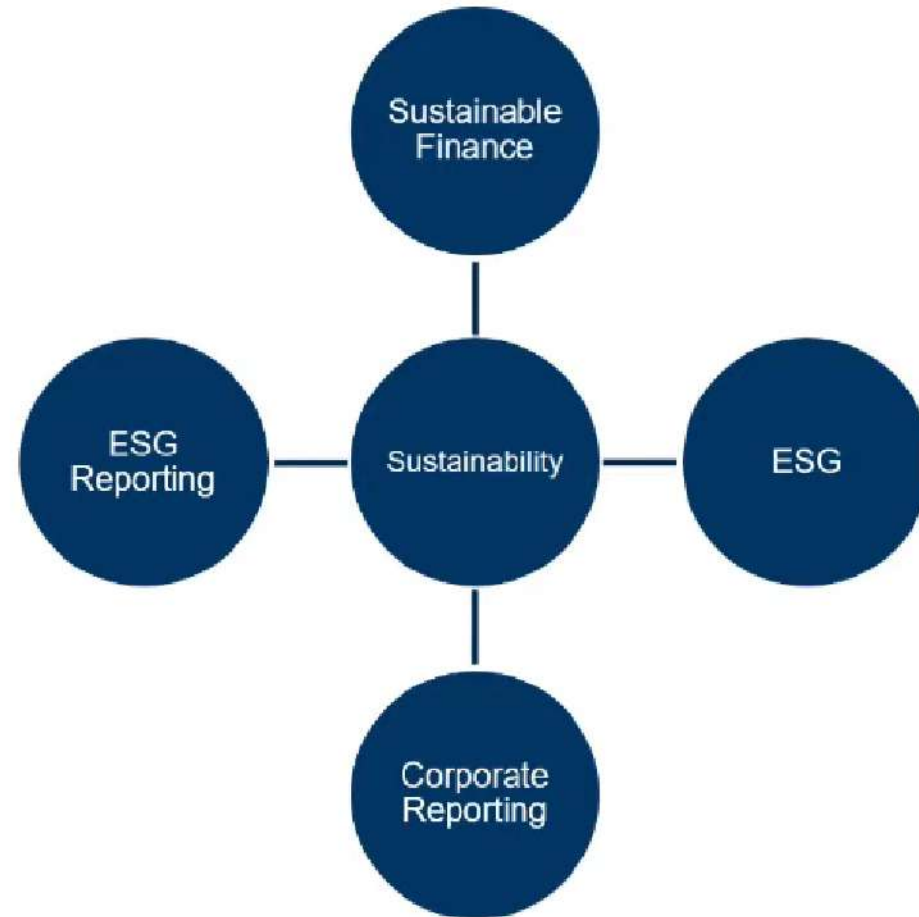 Sustainable
Finance
ESG
Reporting
Sustainability
ESG
Corporate
Reporting